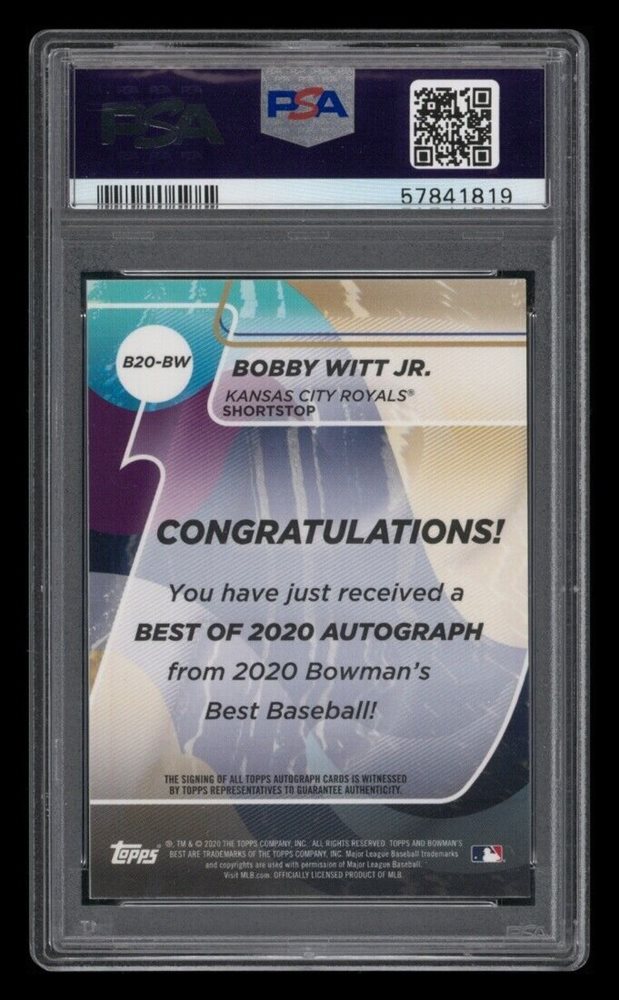 PSA
PSA
57841819
B20-BW
BOBBY WITT JR.
KANSAS CITY ROYALS®
SHORTSTOP
CONGRATULATIONS!
You have just received a
BEST OF 2020 AUTOGRAPH
from 2020 Bowman's
Best Baseball!
THE SIGNING OF ALL TOPPS AUTOGRAPH CARDS IS WITNESSED
BY TOPPS REPRESENTATIVES TO GUARANTEE AUTHENTICITY.
Topps
®, TM & © 2020 THE TOPPS COMPANY, INC. ALL RIGHTS RESERVED. TOPPS AND BOWMAN'S
BEST ARE TRADEMARKS OF THE TOPPS COMPANY, INC. Major League Baseball trademarks
and copyrights are used with permission of Major League Baseball.
Visit MLB.com. OFFICIALLY LICENSED PRODUCT OF MLB.
PSA